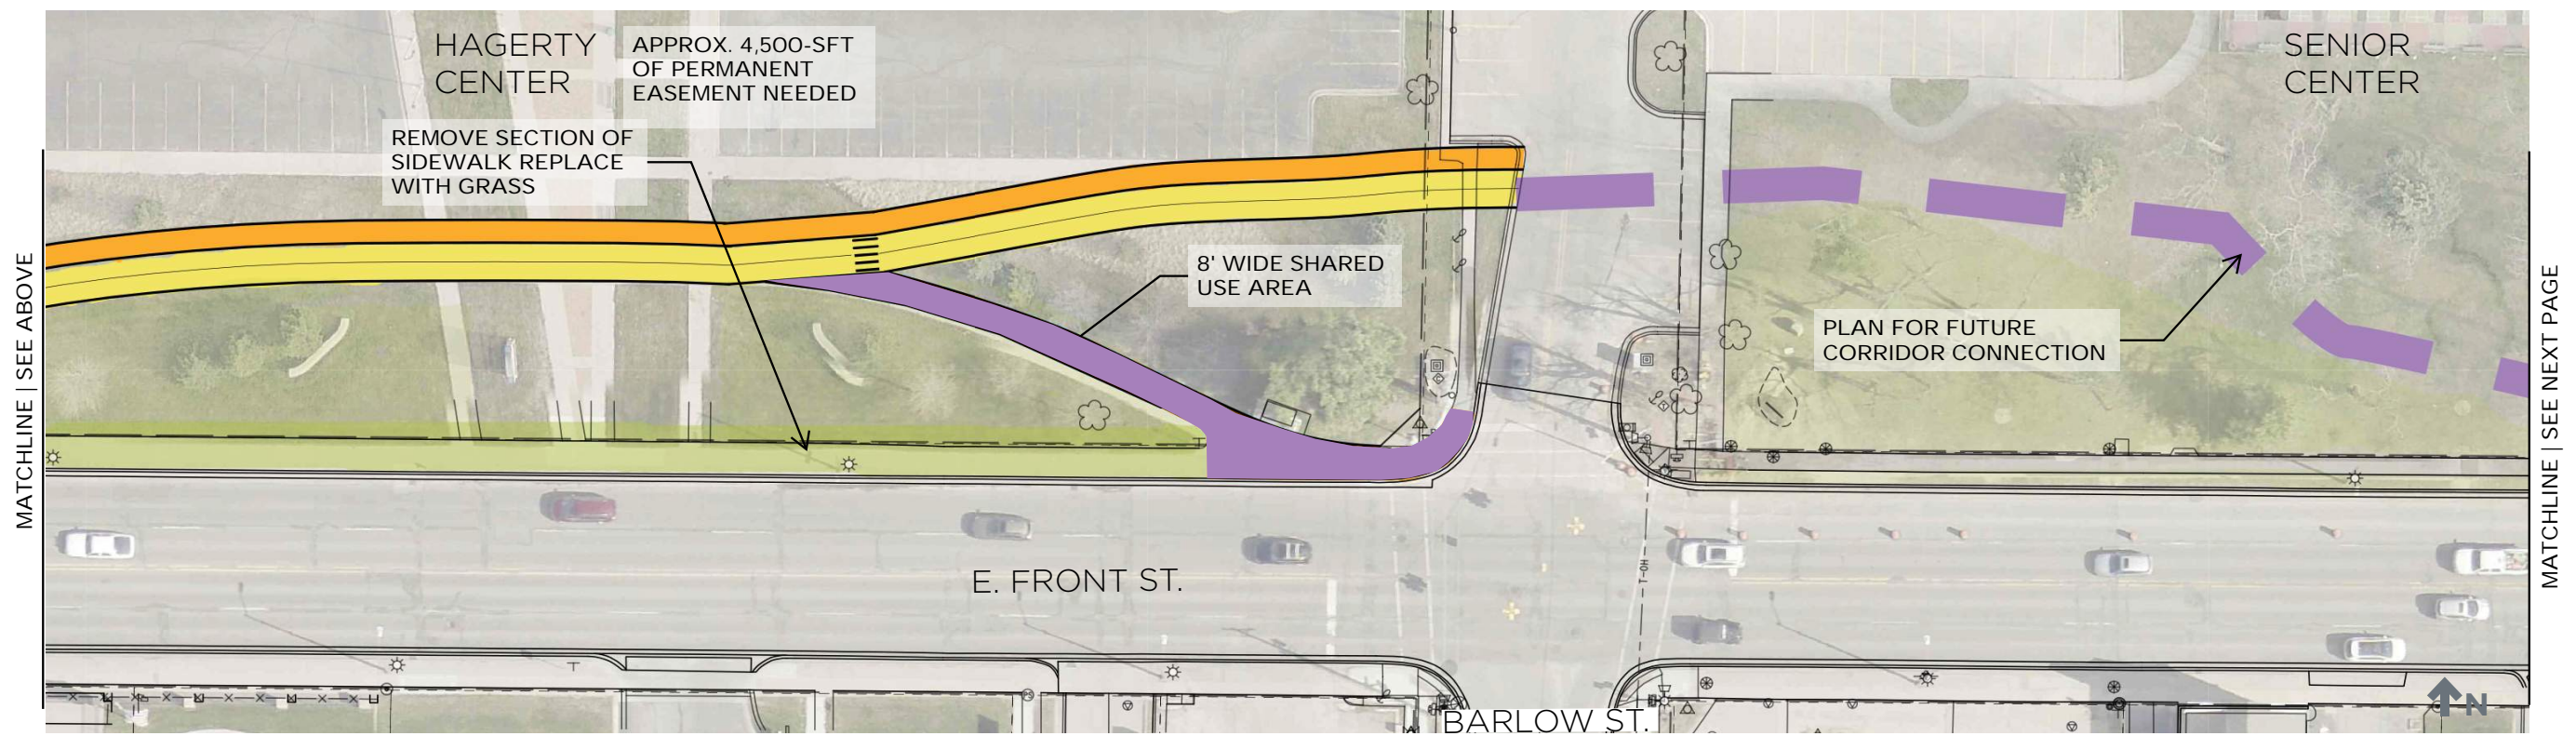 HAGERTY
CENTER
APPROX. 4,500-SFT
OF PERMANENT
EASEMENT NEEDED
REMOVE SECTION OF
SIDEWALK REPLACE
WITH GRASS
SENIOR
CENTER
8' WIDE SHARED
USE AREA
PLAN FOR FUTURE
CORRIDOR CONNECTION
MATCHLINE | SEE ABOVE
MATCHLINE | SEE NEXT PAGE
E. FRONT ST.
T-OH
BARLOW ST.
N